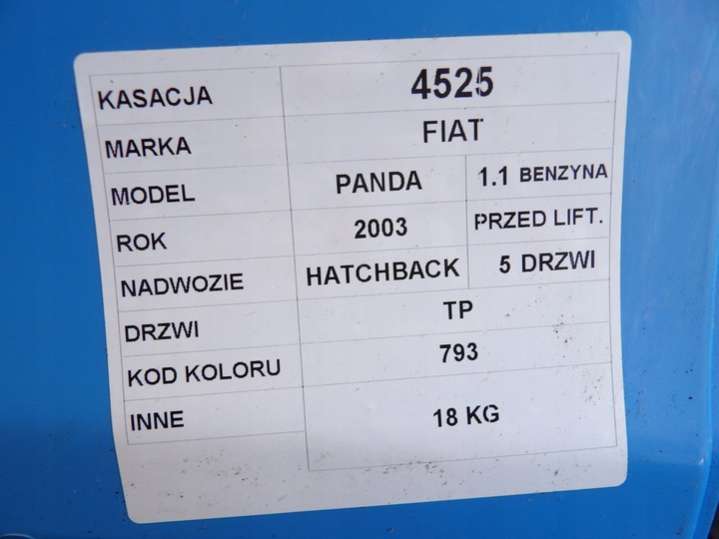 KASACJA 4525
MARKA FIAT
MODEL PANDA 1.1 BENZYNA
ROK 2003 PRZED LIFT.
NADWOZIE HATCHBACK 5 DRZWI
DRZWI TP
KOD KOLORU 793
INNE 18 KG